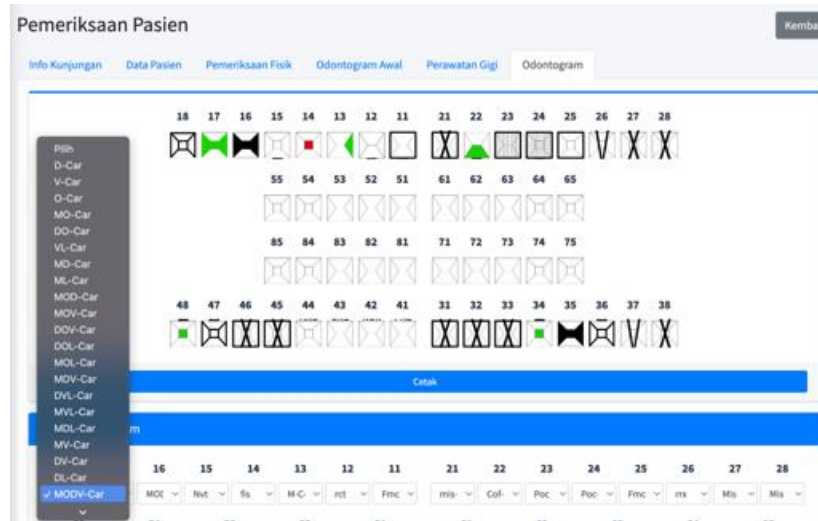 Pemeriksaan Pasien
Kemba
Info Kunjungan Data Pasien Pemeriksaan Fisik Odontogram Awal Perawatan Gigi Odontogram
18 17 16 15 14 13 12 11 21 22 23 24 25 26 27 28
55 54 53 52 51 61 62 63 64 65
85 84 83 82 81 71 72 73 74 75
48 47 46 45 44 43 42 41 31 32 33 34 35 36 37 38
Pilih
D-Car
V-Car
O-Car
MO-Car
DO-Car
VL-Car
MD-Car
ML-Car
MOD-Car
MOV-Car
DOV-Car
DOL-Car
MOL-Car
MDV-Car
DVL-Car
MVL-Car
MDL-Car
MV-Car
DV-Car
DL-Car
✓ MODV-Car
Cetak
m
16 15 14 13 12 11 21 22 23 24 25 26 27 28
MOE Nvt fis M-C- rct Fmc mis- Cof- Poc Poc- Fmc rrx Mis Mis